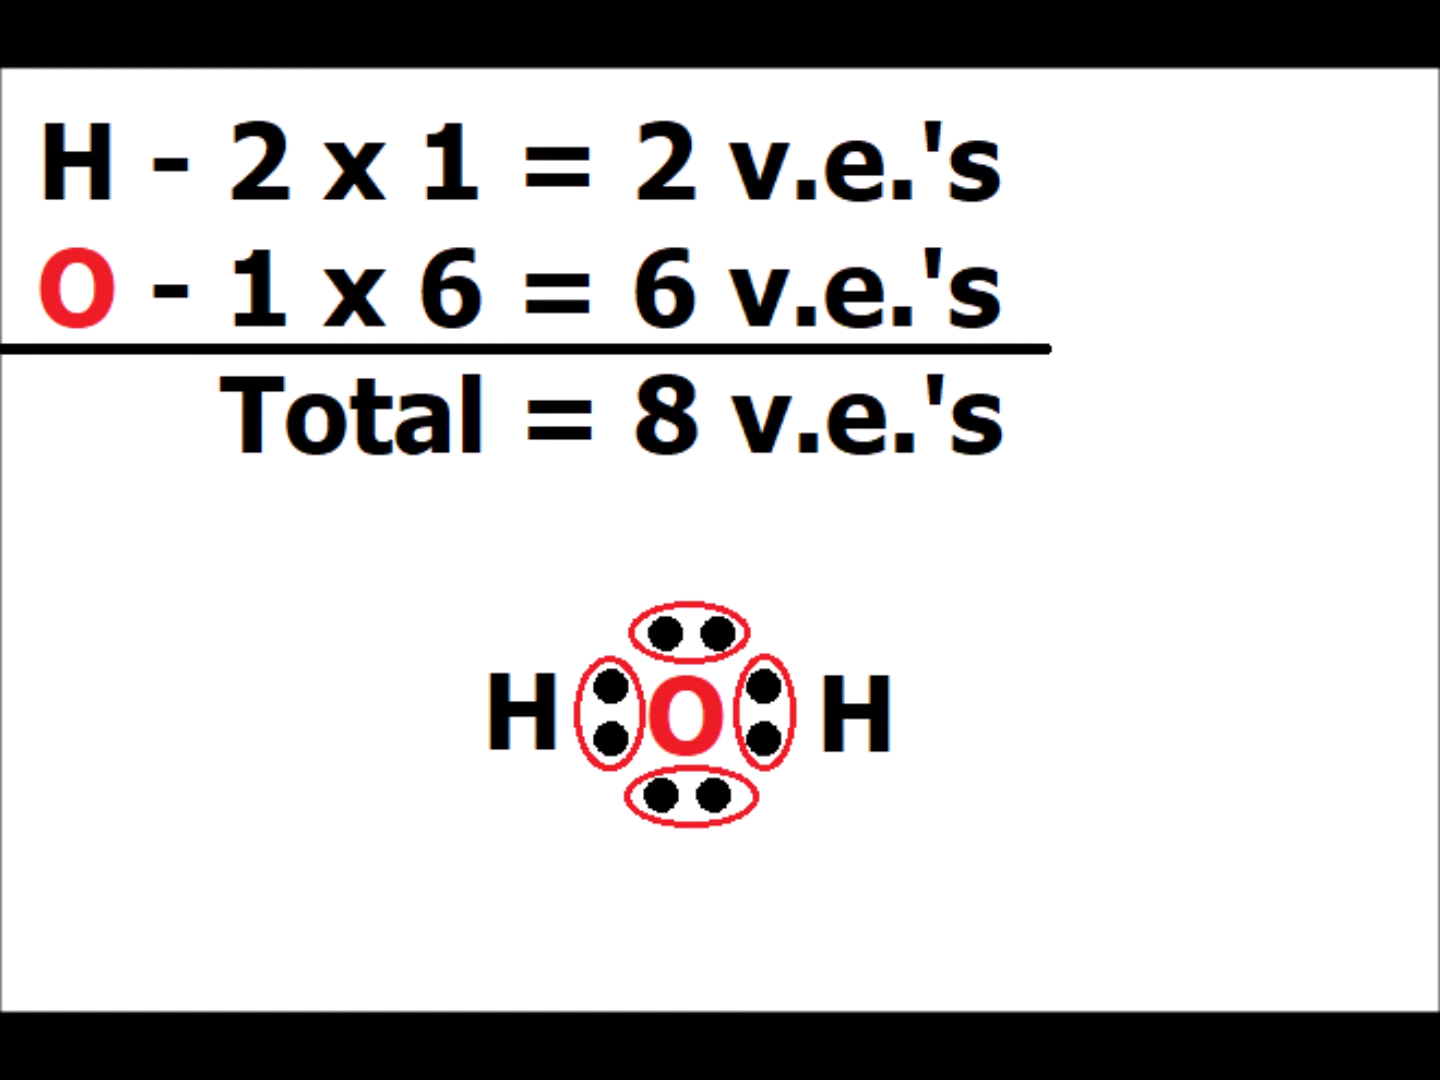 H - 2 x 1 = 2 v.e.'s
O - 1 x 6 = 6 v.e.'s
Total = 8 v.e.'s
H O H